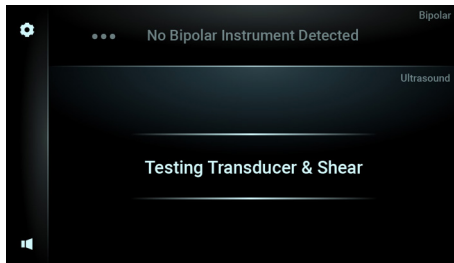 Bipolar
No Bipolar Instrument Detected
Ultrasound
Testing Transducer & Shear